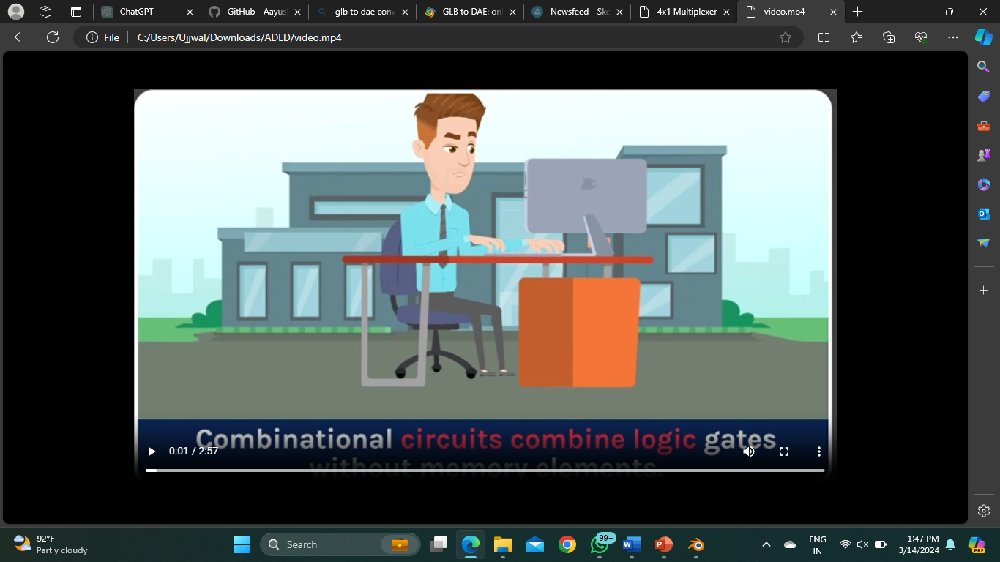 ChatGPT
GitHub - Aayus
glb to dae conv
GLB to DAE: onl
Newsfeed - Ske
4x1 Multiplexer
video.mp4
File
C:/Users/Ujjwal/Downloads/ADLD/video.mp4
Combinational circuits combine logic gates
without memory elements.
0:01 / 2:57
92°F
Partly cloudy
Search
99+
ENG
IN
1:47 PM
3/14/2024
PRE